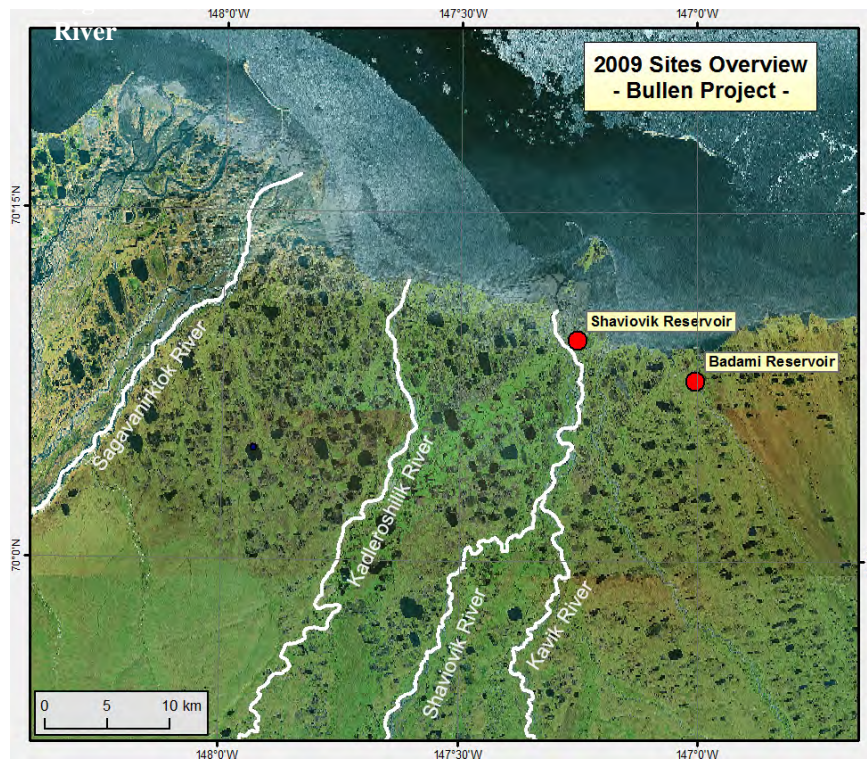 148°0'W
147°30'W
147°0'W
River
2009 Sites Overview
- Bullen Project -
70°15'N
Shaviovik Reservoir
Badami Reservoir
Sagavanirktok River
Kadleroshilik River
70°0'N
Shaviovik River
Kavik River
0 5 10 km
148°0'W
147°30'W
147°0'W